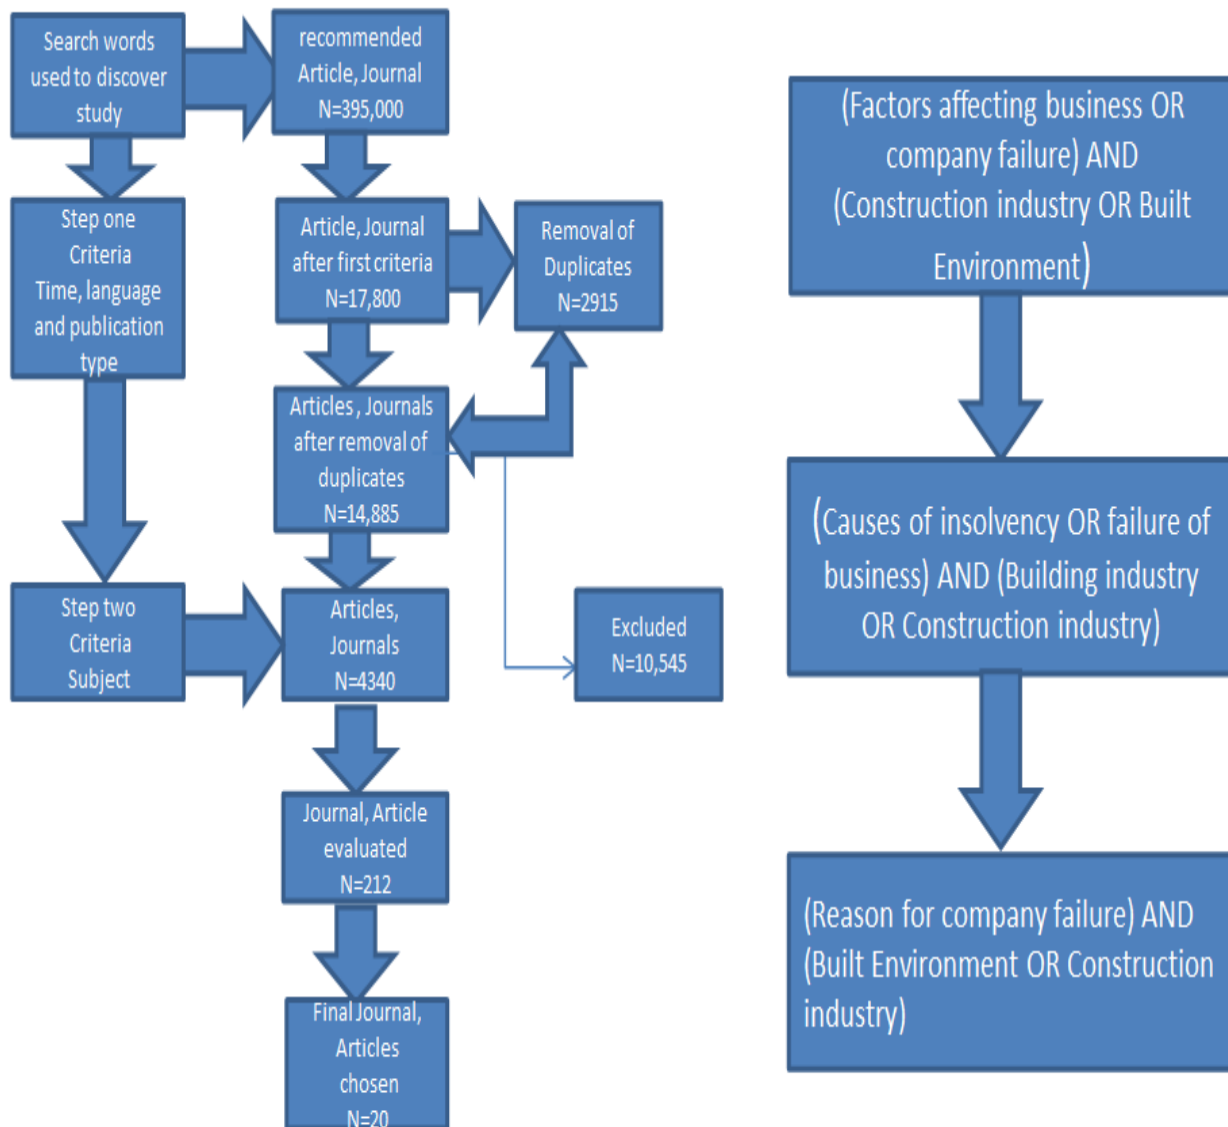 Search words
used to discover
study
recommended
Article, Journal
N=395,000
Step one
Criteria
Time, language
and publication
type
Article, Journal
after first criteria
N=17,800
Removal of
Duplicates
N=2915
Articles , Journals
after removal of
duplicates
N=14,885
Step two
Criteria
Subject
Articles,
Journals
N=4340
Excluded
N=10,545
Journal, Article
evaluated
N=212
Final Journal,
Articles
chosen
N=20
(Factors affecting business OR
company failure) AND
(Construction industry OR Built
Environment)
(Causes of insolvency OR failure of
business) AND (Building industry
OR Construction industry)
(Reason for company failure) AND
(Built Environment OR Construction
industry)